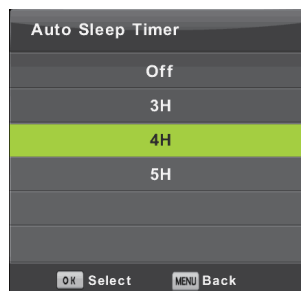 Auto Sleep Timer
Off
3H
4H
5H
OK Select MENU Back